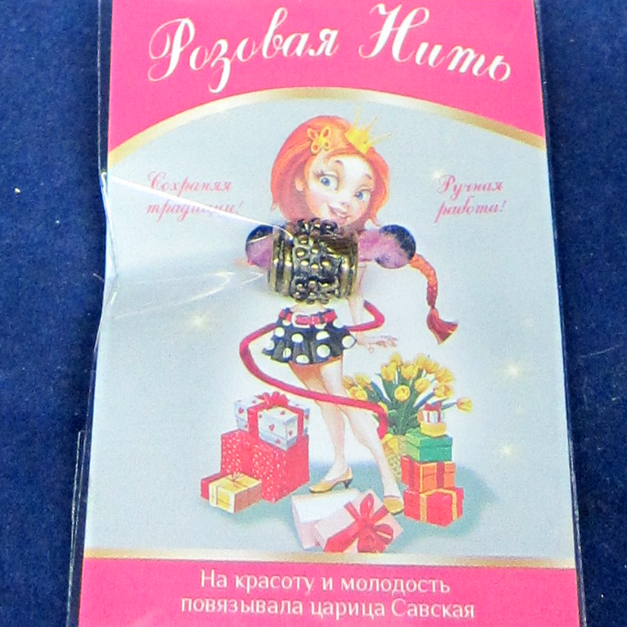 Розовая Нить
Сохраняя
традиции!
Ручная
работа!
На красоту и молодость
повязывала царица Савская